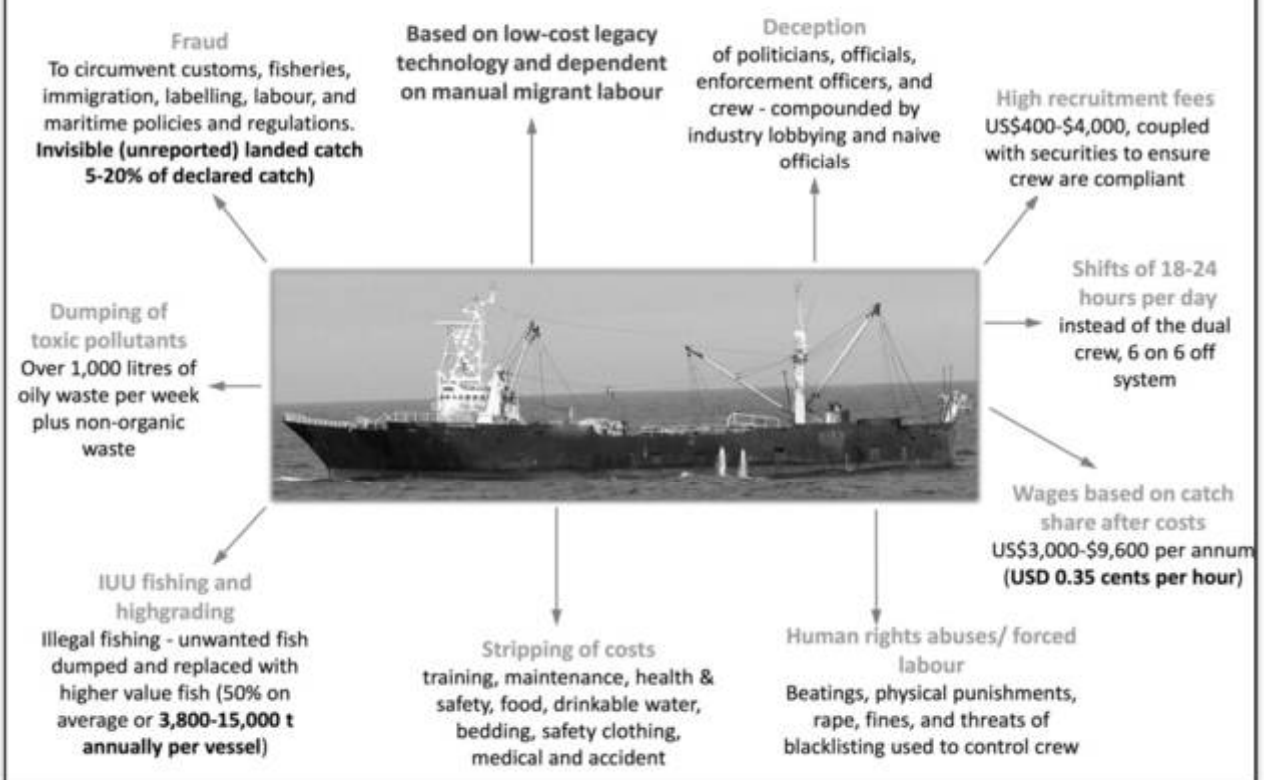 Fraud
To circumvent customs, fisheries,
immigration, labelling, labour, and
maritime policies and regulations.
Invisible (unreported) landed catch
5-20% of declared catch)
Based on low-cost legacy
technology and dependent
on manual migrant labour
Deception
of politicians, officials,
enforcement officers, and
crew - compounded by
industry lobbying and naive
officials
High recruitment fees
US$400-$4,000, coupled
with securities to ensure
crew are compliant
Shifts of 18-24
hours per day
instead of the dual
crew, 6 on 6 off
system
Dumping of
toxic pollutants
Over 1,000 litres of
oily waste per week
plus non-organic
waste
Wages based on catch
share after costs
US$3,000-$9,600 per annum
(USD 0.35 cents per hour)
IUU fishing and
highgrading
Illegal fishing - unwanted fish
dumped and replaced with
higher value fish (50% on
average or 3,800-15,000 t
annually per vessel)
Stripping of costs
training, maintenance, health &
safety, food, drinkable water,
bedding, safety clothing,
medical and accident
Human rights abuses/ forced
labour
Beatings, physical punishments,
rape, fines, and threats of
blacklisting used to control crew